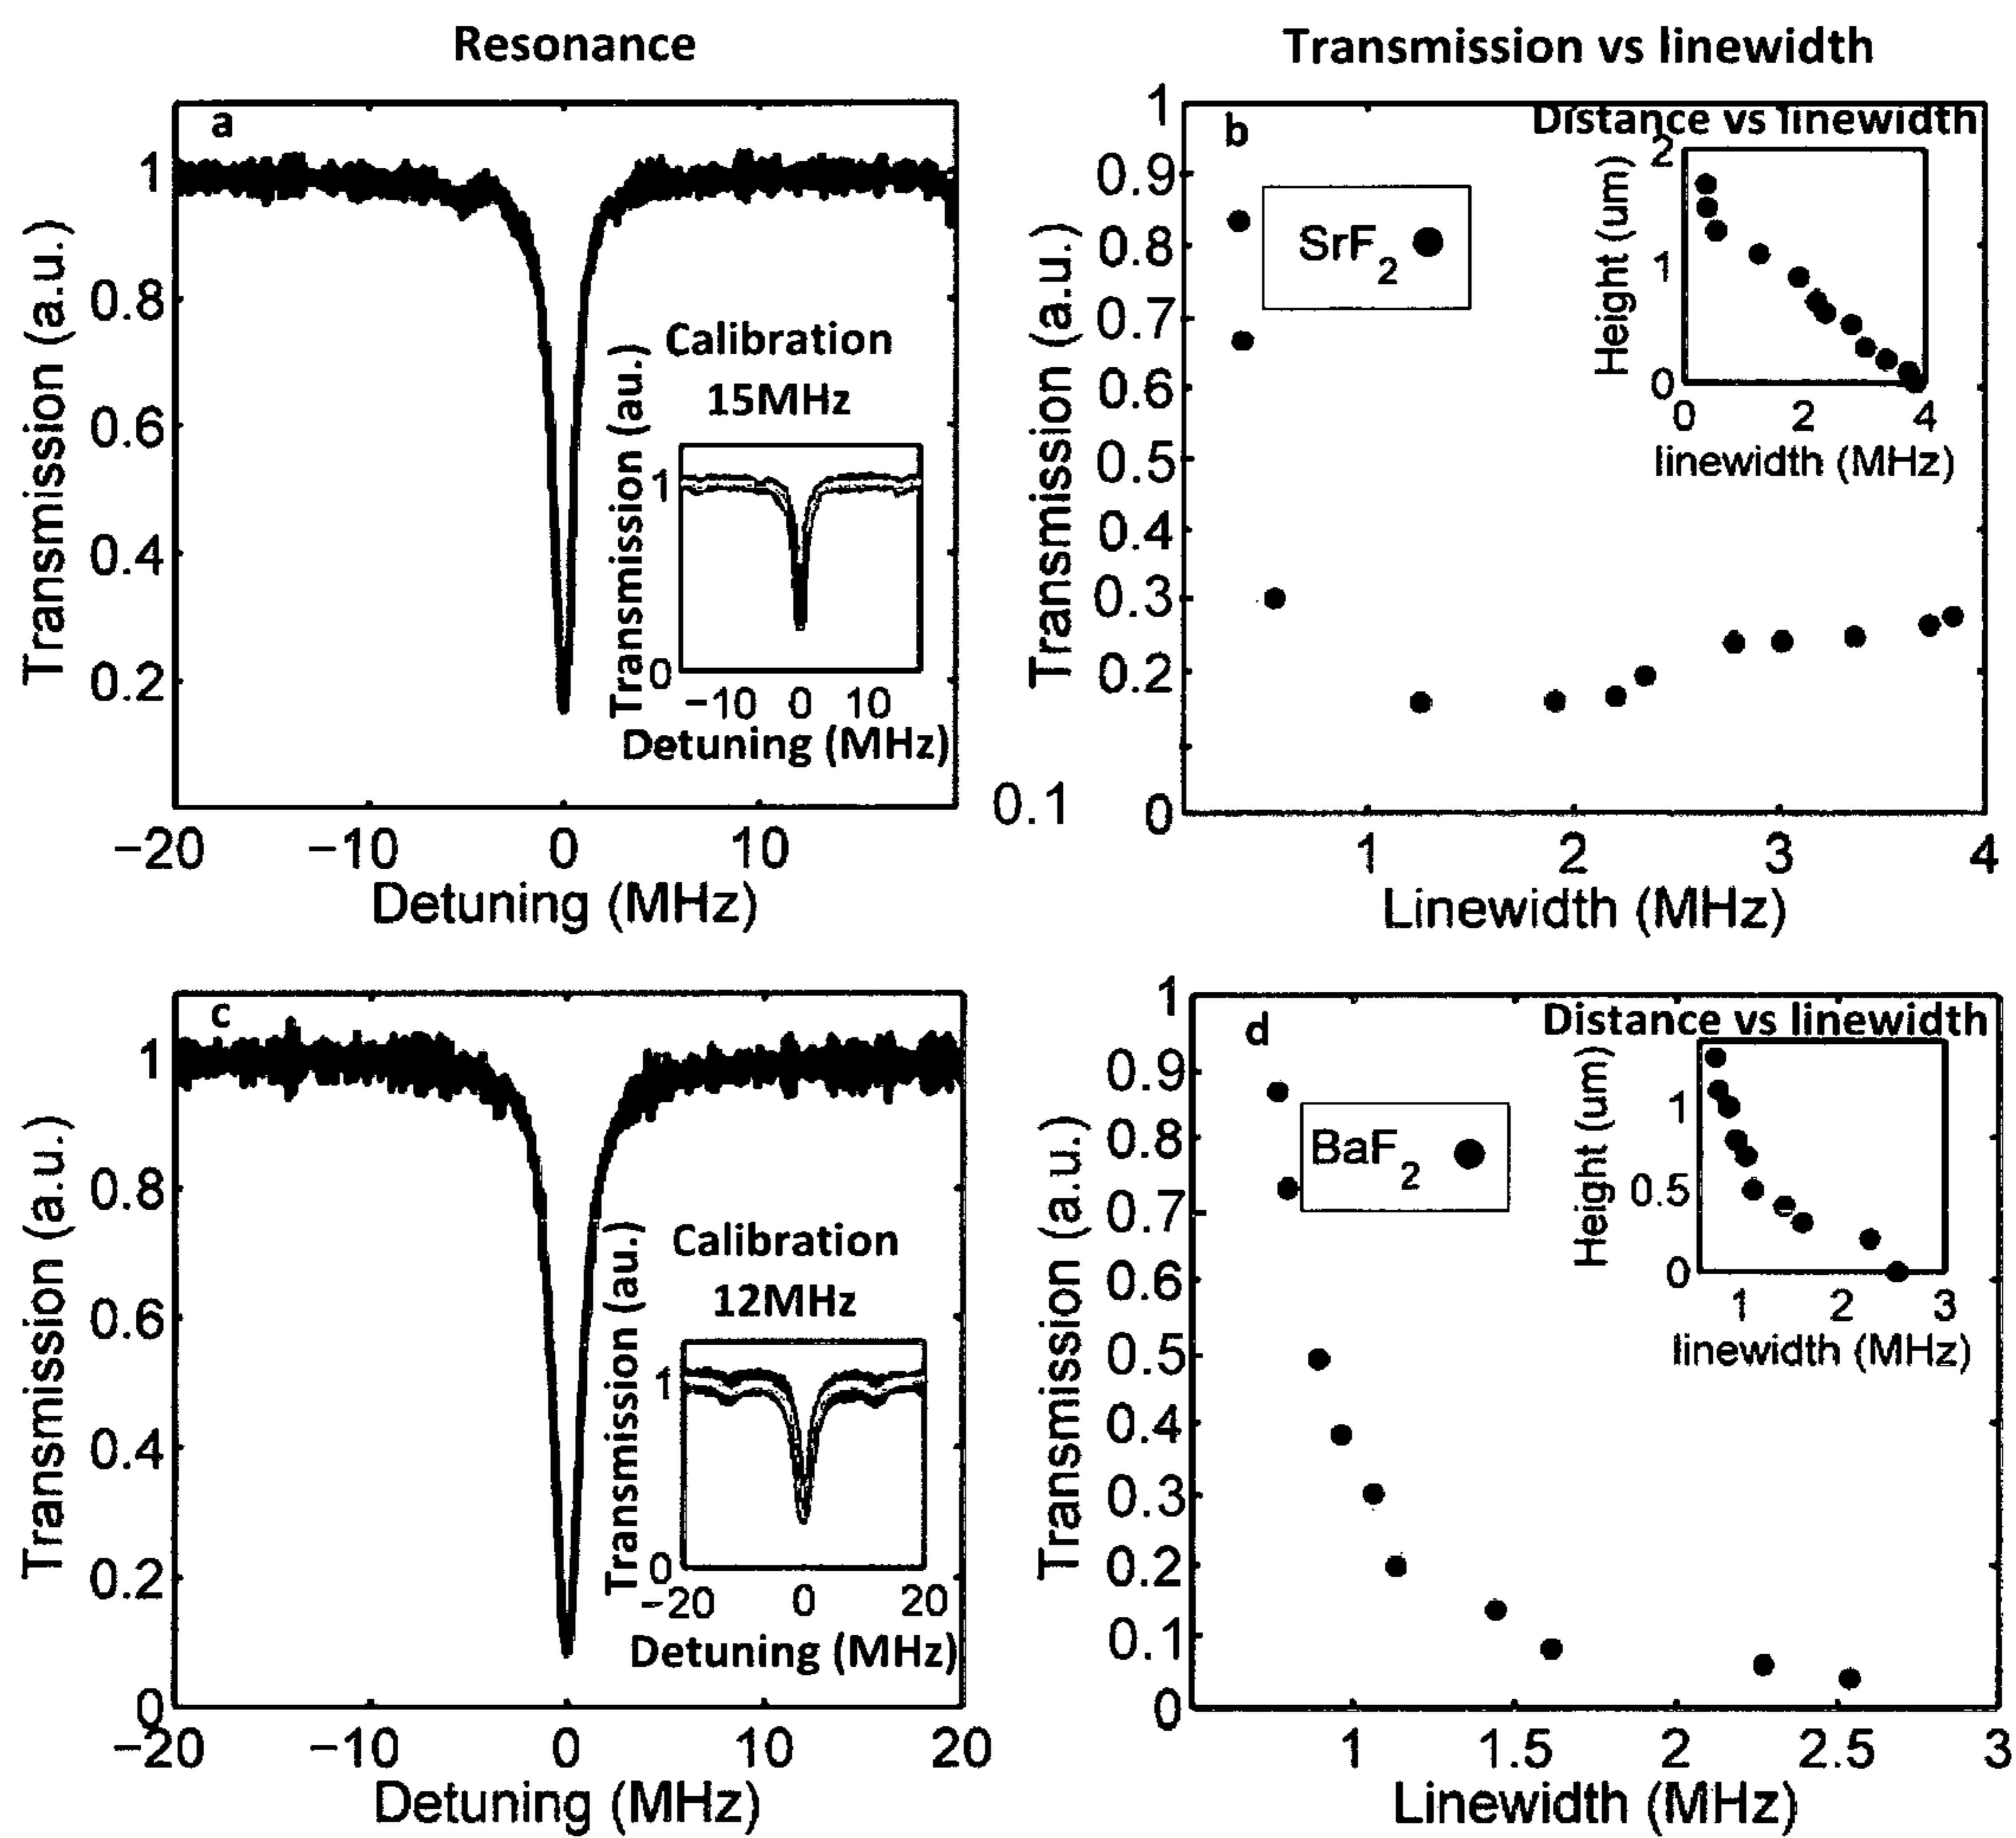 Resonance
Transmission vs linewidth
a
1
0.8
0.6
0.4
0.2
Transmission (a.u.)
−20
−10
0
10
Detuning (MHz)
Calibration
15MHz
Transmission (au.)
1
0
−10
0
10
Detuning (MHz)
b
1
0.9
0.8
0.7
0.6
0.5
0.4
0.3
0.2
0.1
0
Transmission (a.u.)
SrF2
1
2
3
4
Linewidth (MHz)
Distance vs linewidth
Height (um)
2
1
0
0
2
4
linewidth (MHz)
c
1
0.8
0.6
0.4
0.2
0
Transmission (a.u.)
−20
−10
0
10
20
Detuning (MHz)
Calibration
12MHz
Transmission (au.)
1
0
−20
0
20
Detuning (MHz)
d
1
0.9
0.8
0.7
0.6
0.5
0.4
0.3
0.2
0.1
0
Transmission (a.u.)
BaF2
1
1.5
2
2.5
3
Linewidth (MHz)
Distance vs linewidth
Height (um)
1
0.5
0
1
2
3
linewidth (MHz)